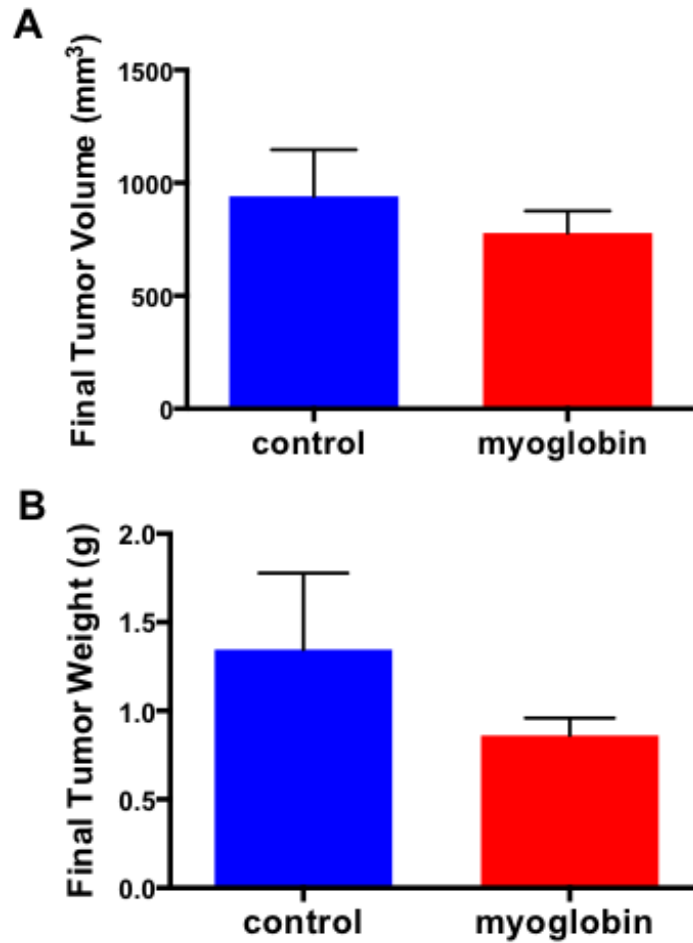 A
Final Tumor Volume (mm³)
1500
1000
500
0
control myoglobin
B
Final Tumor Weight (g)
2.0
1.5
1.0
0.5
0.0
control myoglobin